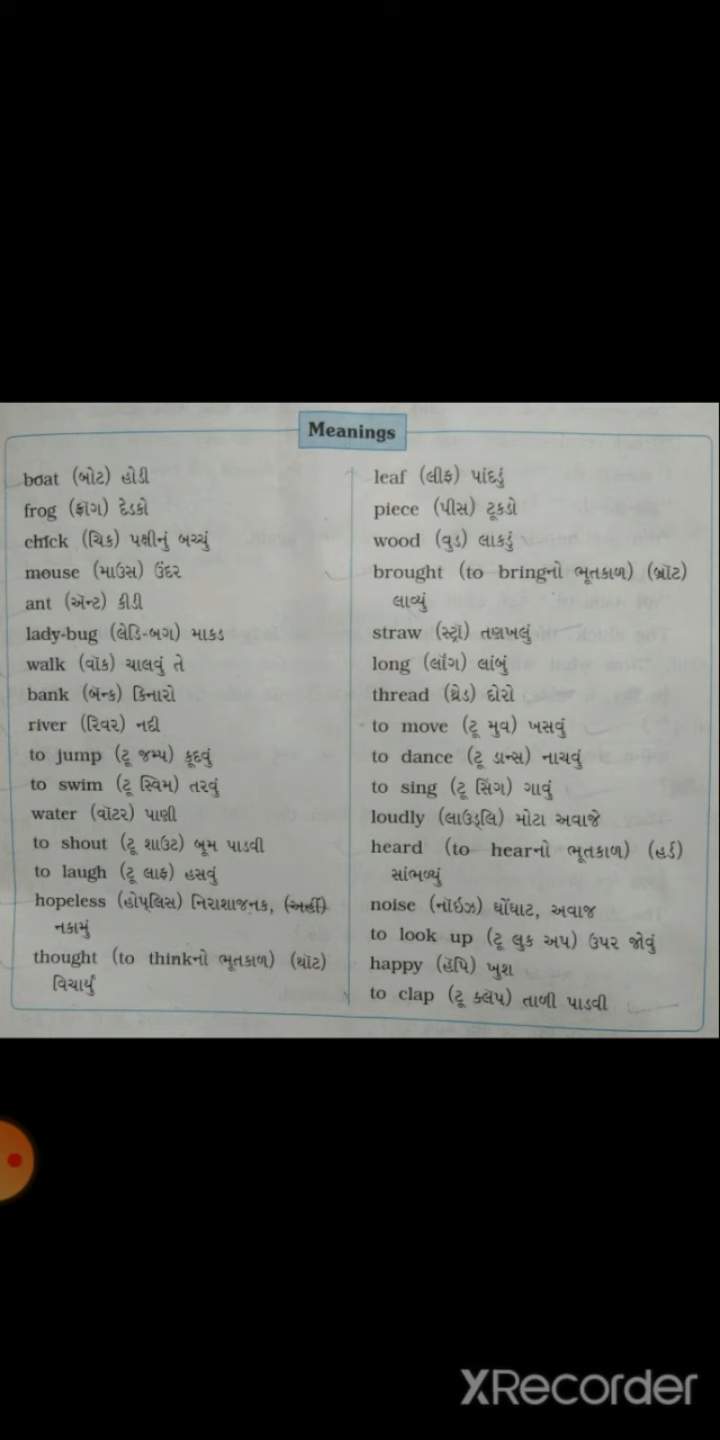 Meanings
boat (બોટ) હોડી
frog (ફ્રૉગ) દેડકો
chick (ચિક) પક્ષીનું બચ્ચું
mouse (માઉસ) ઉંદર
ant (ઍન્ટ) કીડી
lady-bug (લેડિ-બગ) માકડ
walk (વૉક) ચાલવું તે
bank (બૅન્ક) કિનારો
river (રિવર) નદી
to jump (ટૂ જમ્પ) કૂદવું
to swim (ટૂ સ્વિમ) તરવું
water (વૉટર) પાણી
to shout (ટૂ શાઉટ) બૂમ પાડવી
to laugh (ટૂ લાફ) હસવું
hopeless (હોપ્લિસ) નિરાશાજનક, (અહીં)
નકામું
thought (to thinkનો ભૂતકાળ) (થૉટ)
વિચાર્યું
leaf (લીફ) પાંદડું
piece (પીસ) ટૂકડો
wood (વુડ) લાકડું
brought (to bringનો ભૂતકાળ) (બ્રૉટ)
લાવ્યું
straw (સ્ટ્રૉ) તણખલું
long (લૉંગ) લાંબું
thread (થ્રેડ) દોરો
to move (ટૂ મુવ) ખસવું
to dance (ટૂ ડાન્સ) નાચવું
to sing (ટૂ સિંગ) ગાવું
loudly (લાઉડ્લિ) મોટા અવાજે
heard (to hearનો ભૂતકાળ) (હર્ડ)
સાંભળ્યું
noise (નૉઇઝ) ઘોંઘાટ, અવાજ
to look up (ટૂ લુક અપ) ઉપર જોવું
happy (હૅપિ) ખુશ
to clap (ટૂ ક્લૅપ) તાળી પાડવી
XRecorder